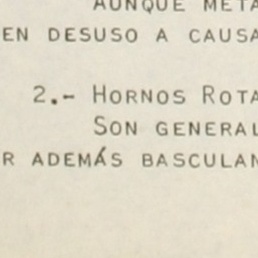 AUNQUE META
EN DESUSO A CAUSA
2.- HORNOS ROTA
SON GENERAL
R ADEMÁS BASCULAN